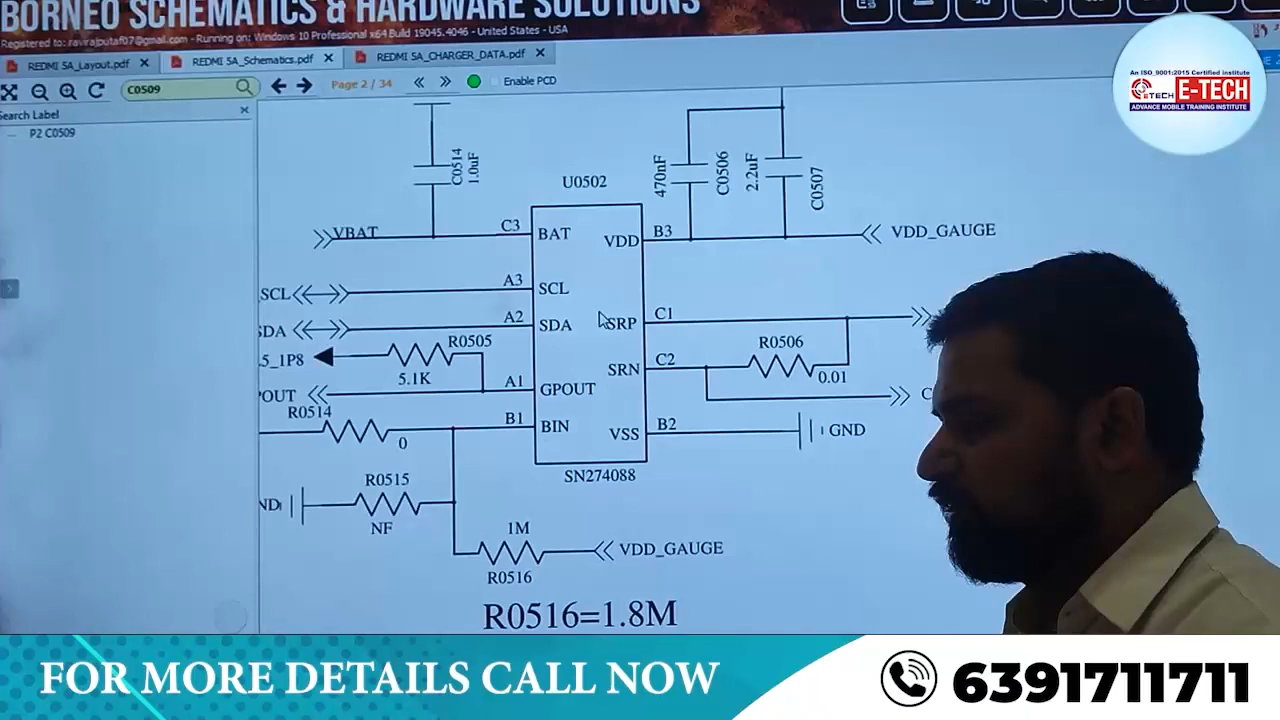 BORNEO SCHEMATICS & HARDWARE SOLUTIONS
Registered to: ravirajputaf07@gmail.com - Running on: Windows 10 Professional x64 Build 19045.4046 - United States - USA
REDMI 5A_Layout.pdf
REDMI 5A_Schematics.pdf
REDMI 5A_CHARGER_DATA.pdf
C0509
Page 2 / 34
Enable PCD
Search Label
P2 C0509
An ISO_9001:2015 Certified Institute
ETECH E-TECH
ADVANCE MOBILE TRAINING INSTITUTE
C0514
1.0uF
470nF
C0506
2.2uF
C0507
U0502
VBAT
C3
BAT
VDD
B3
VDD_GAUGE
SCL
A3
SCL
SDA
A2
SDA
SRP
C1
5_1P8
R0505
5.1K
SRN
C2
R0506
0.01
OUT
A1
GPOUT
C
R0514
0
B1
BIN
VSS
B2
GND
SN274088
ND
R0515
NF
1M
R0516
VDD_GAUGE
R0516=1.8M
FOR MORE DETAILS CALL NOW
6391711711